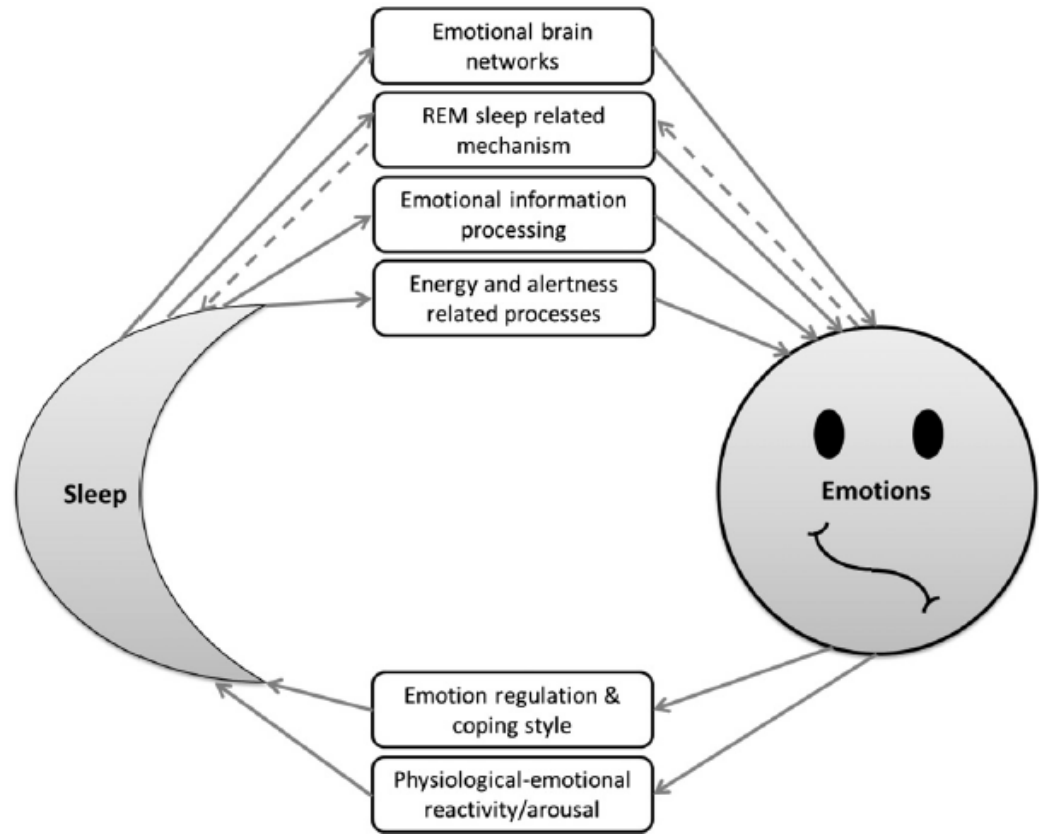 Emotional brain
networks
REM sleep related
mechanism
Emotional information
processing
Energy and alertness
related processes
Sleep
Emotions
Emotion regulation &
coping style
Physiological-emotional
reactivity/arousal